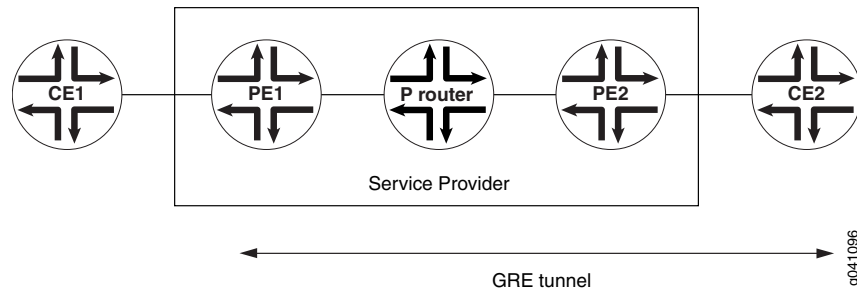 CE1
PE1
P router
PE2
CE2
Service Provider
GRE tunnel
g041096